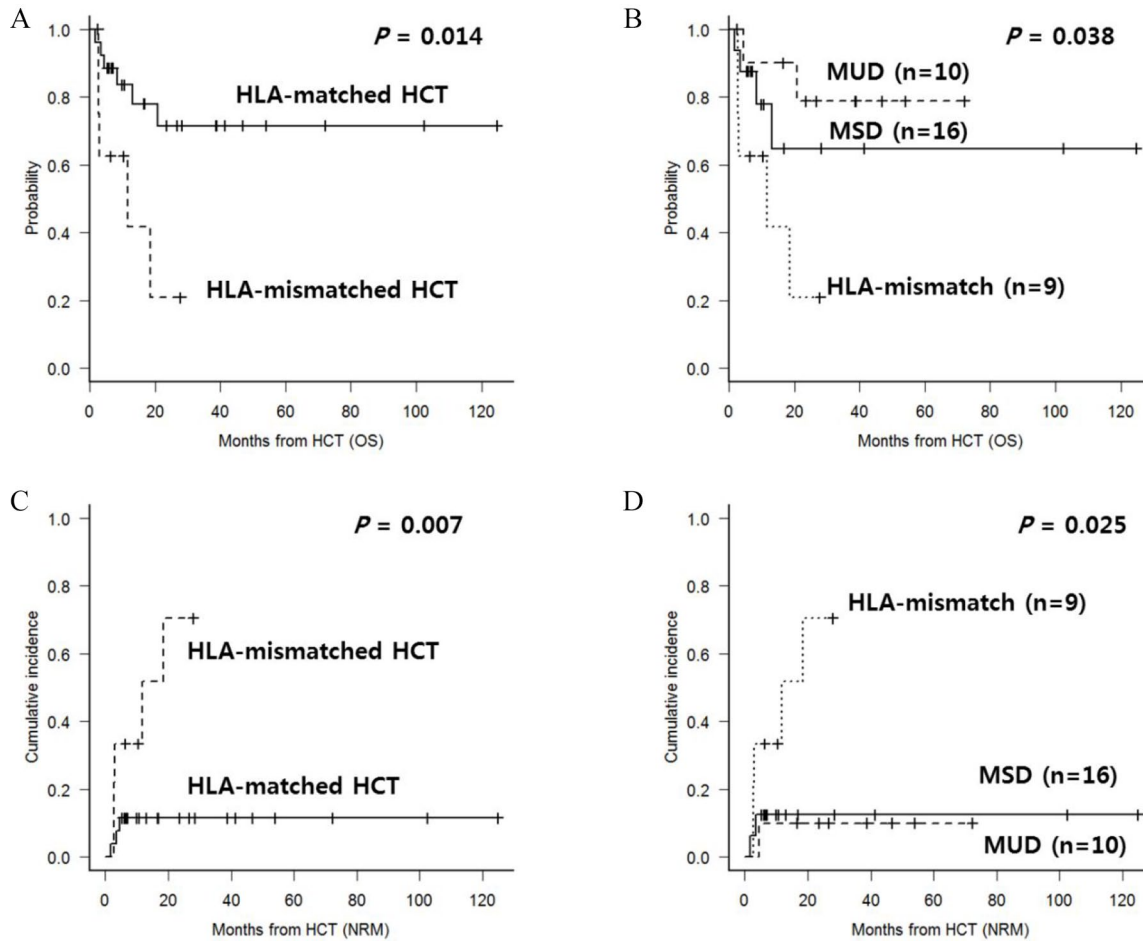 A
P = 0.014
HLA-matched HCT
HLA-mismatched HCT
Probability
1.0
0.8
0.6
0.4
0.2
0.0
0 20 40 60 80 100 120
Months from HCT (OS)
B
P = 0.038
MUD (n=10)
MSD (n=16)
HLA-mismatch (n=9)
Probability
1.0
0.8
0.6
0.4
0.2
0.0
0 20 40 60 80 100 120
Months from HCT (OS)
C
P = 0.007
HLA-mismatched HCT
HLA-matched HCT
Cumulative incidence
1.0
0.8
0.6
0.4
0.2
0.0
0 20 40 60 80 100 120
Months from HCT (NRM)
D
P = 0.025
HLA-mismatch (n=9)
MSD (n=16)
MUD (n=10)
Cumulative incidence
1.0
0.8
0.6
0.4
0.2
0.0
0 20 40 60 80 100 120
Months from HCT (NRM)